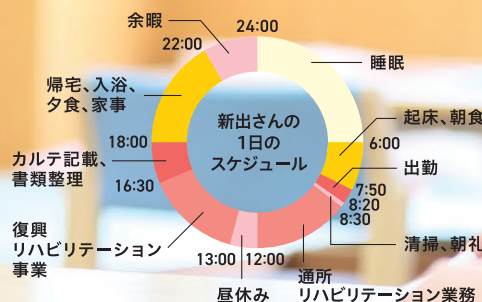 余暇
24:00
22:00
睡眠
帰宅、入浴、
夕食、家事
新出さんの
1日の
スケジュール
起床、朝食
6:00
18:00
カルテ記載、
書類整理
16:30
出勤
7:50
8:20
8:30
復興
リハビリテーション
事業
清掃、朝礼
13:00
12:00
昼休み
通所
リハビリテーション業務